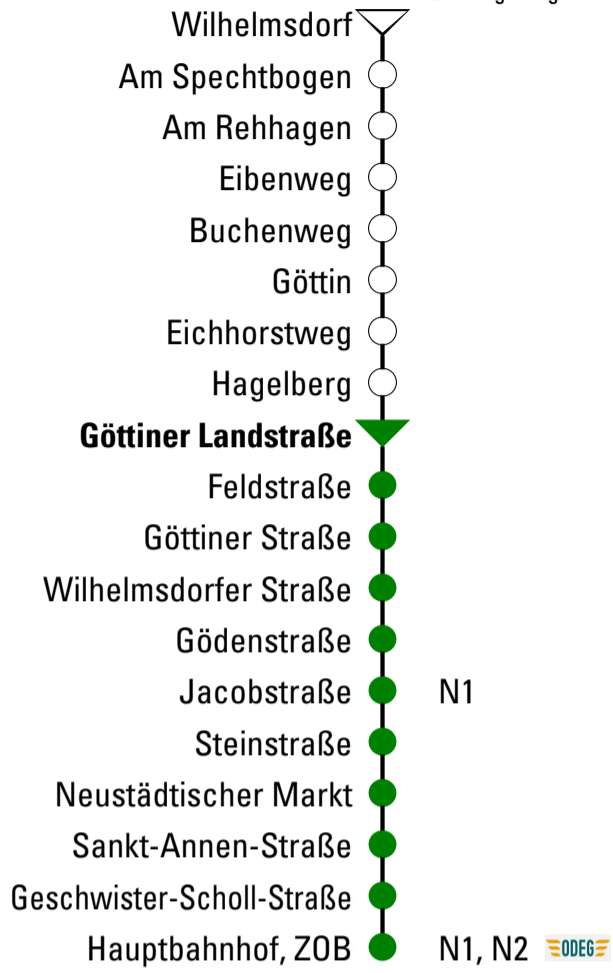 Wilhelmsdorf
Am Spechtbogen
Am Rehhagen
Eibenweg
Buchenweg
Göttin
Eichhorstweg
Hagelberg
Göttiner Landstraße
Feldstraße
Göttiner Straße
Wilhelmsdorfer Straße
Gödenstraße
Jacobstraße N1
Steinstraße
Neustädtischer Markt
Sankt-Annen-Straße
Geschwister-Scholl-Straße
Hauptbahnhof, ZOB N1, N2 ODEG